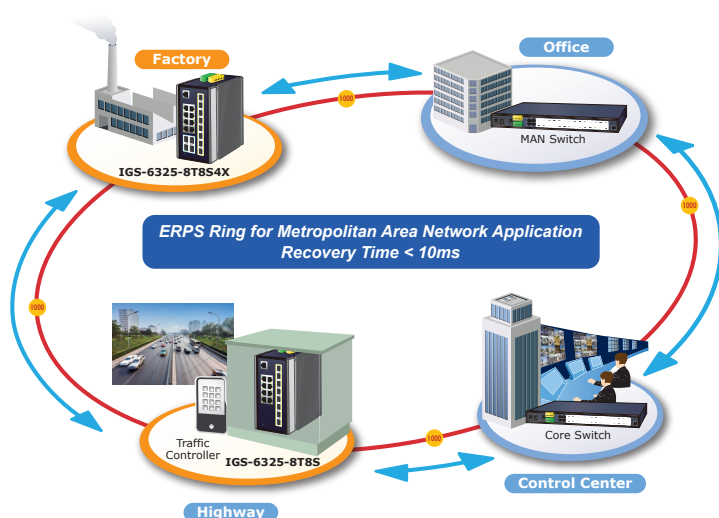 Factory
Office
1000
MAN Switch
IGS-6325-8T8S4X
1000
ERPS Ring for Metropolitan Area Network Application
Recovery Time < 10ms
1000
Traffic
Controller
IGS-6325-8T8S
1000
Core Switch
Control Center
Highway